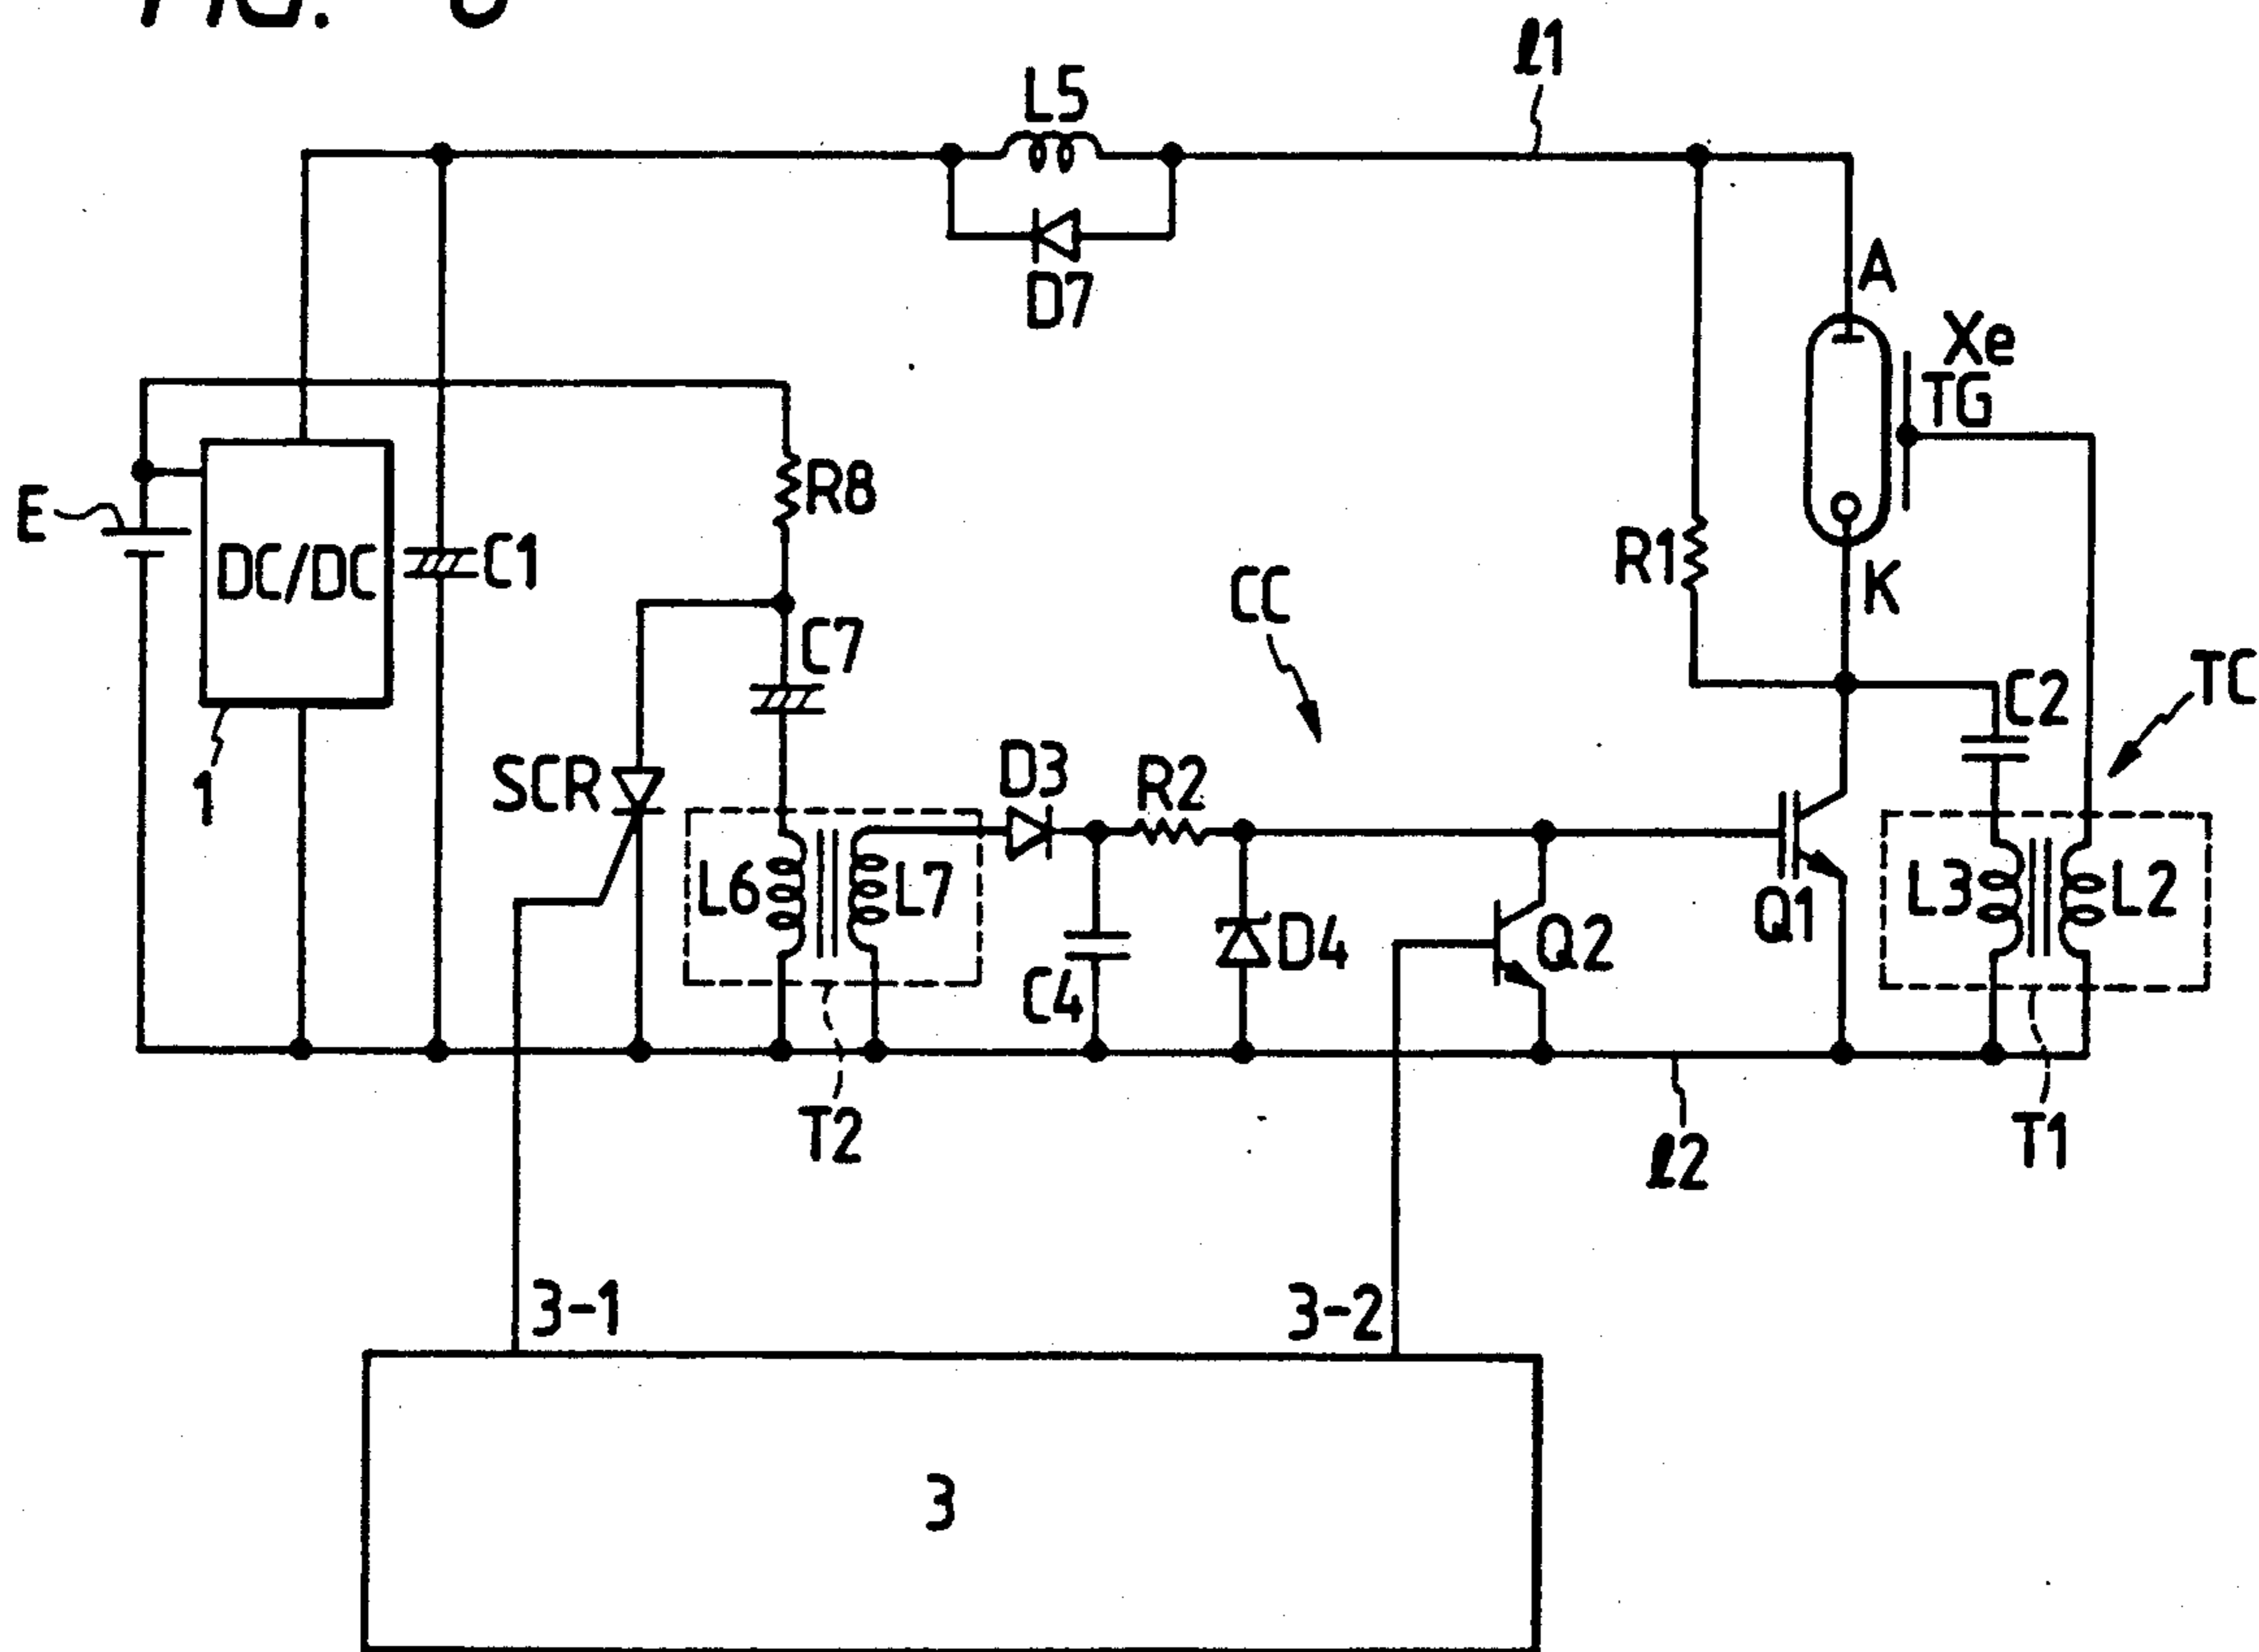 ℓ1
L5
D7
A
Xe
TG
E
R8
DC/DC
C1
R1
K
CC
C7
C2
TC
1
SCR
D3
R2
L6
L7
Q1
L3
L2
D4
Q2
C4
T2
ℓ2
T1
3-1
3-2
3